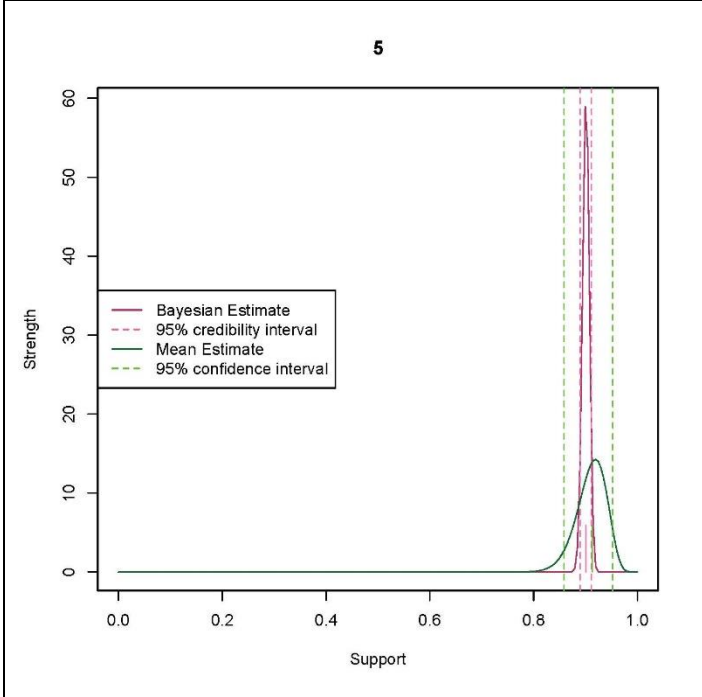 5
60
50
40
30
20
10
0
Strength
Bayesian Estimate
95% credibility interval
Mean Estimate
95% confidence interval
0.0 0.2 0.4 0.6 0.8 1.0
Support